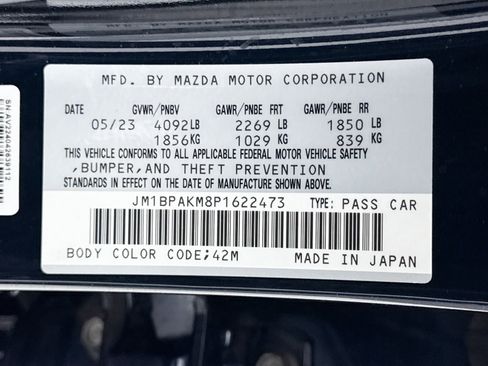 MFD. BY MAZDA MOTOR CORPORATION
DATE GVWR/PNBV GAWR/PNBE FRT GAWR/PNBE RR
05/23 4092LB 2269 LB 1850 LB
1856KG 1029 KG 839 KG
THIS VEHICLE CONFORMS TO ALL APPLICABLE FEDERAL MOTOR VEHICLE SAFETY
,BUMPER,AND THEFT PREVENTION
STANDARDS IN EFFECT ON THE DATE OF MANUFACTURE SHOWN ABOVE.
JM1BPAKM8P1622473 TYPE: PASS CAR
BODY COLOR CODE;42M MADE IN JAPAN